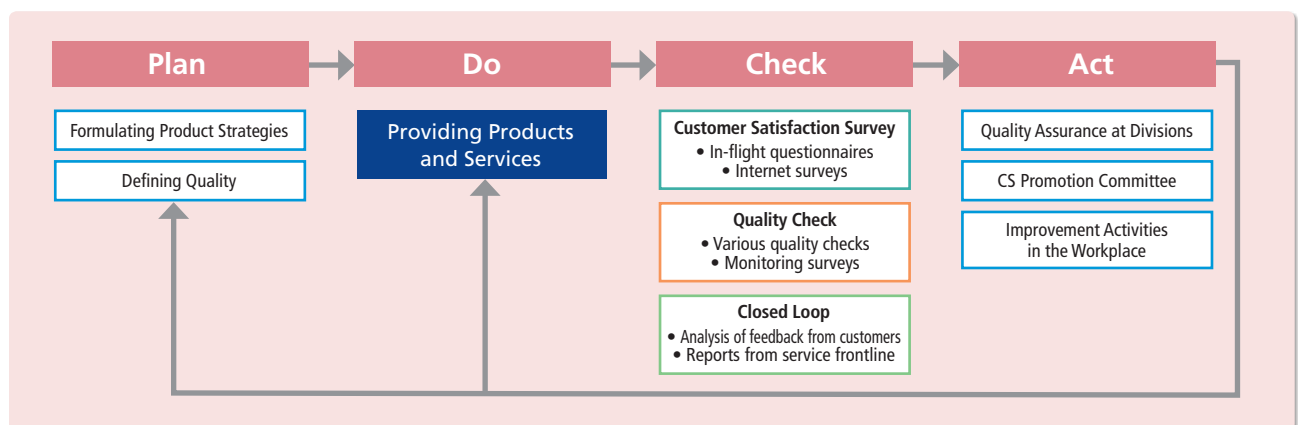 Plan
Do
Check
Act
Formulating Product Strategies
Defining Quality
Providing Products
and Services
Customer Satisfaction Survey
• In-flight questionnaires
• Internet surveys
Quality Check
• Various quality checks
• Monitoring surveys
Closed Loop
• Analysis of feedback from customers
• Reports from service frontline
Quality Assurance at Divisions
CS Promotion Committee
Improvement Activities
in the Workplace